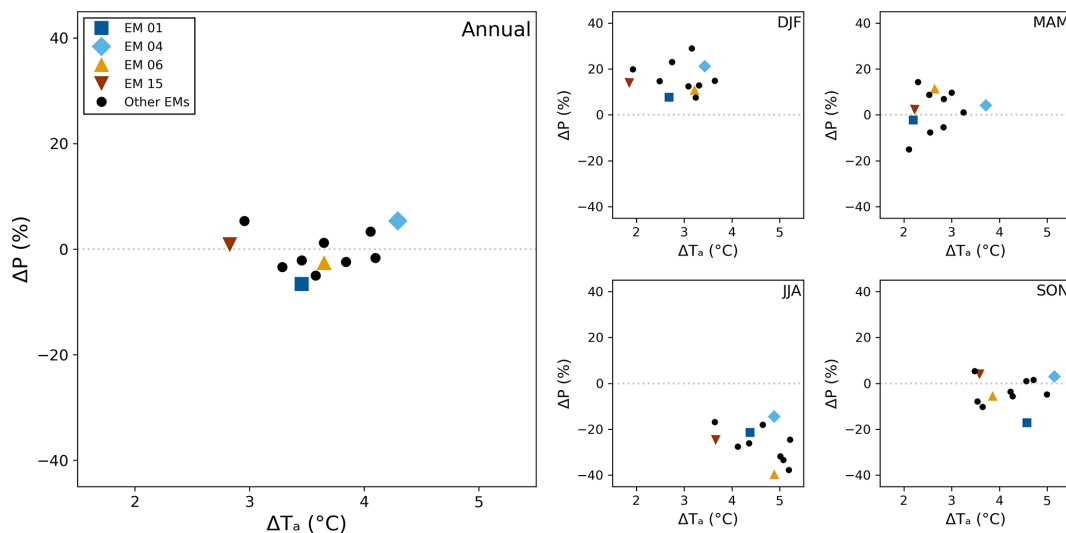 Annual
EM 01
EM 04
EM 06
EM 15
Other EMs
ΔP (%)
40
20
0
−20
−40
2 3 4 5
ΔTₐ (°C)
DJF
ΔP (%)
40
20
0
−20
−40
2 3 4 5
ΔTₐ (°C)
MAM
ΔP (%)
40
20
0
−20
−40
2 3 4 5
ΔTₐ (°C)
JJA
ΔP (%)
40
20
0
−20
−40
2 3 4 5
ΔTₐ (°C)
SON
ΔP (%)
40
20
0
−20
−40
2 3 4 5
ΔTₐ (°C)